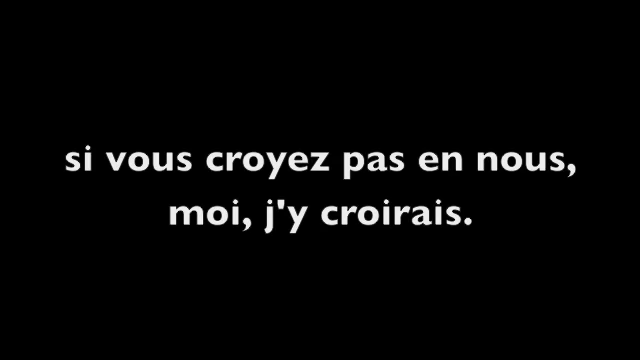 si vous croyez pas en nous,
moi, j'y croirais.